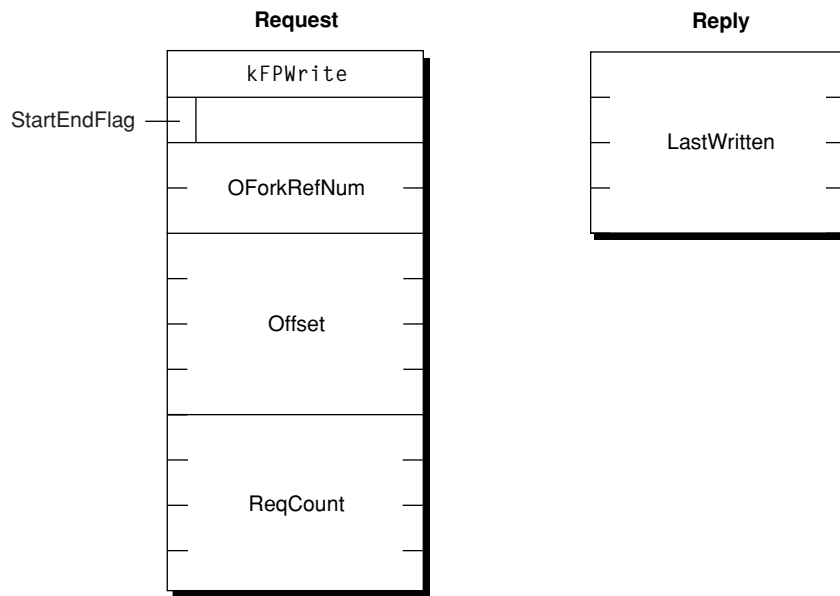 Request
kFPWrite
StartEndFlag
OForkRefNum
Offset
ReqCount
Reply
LastWritten